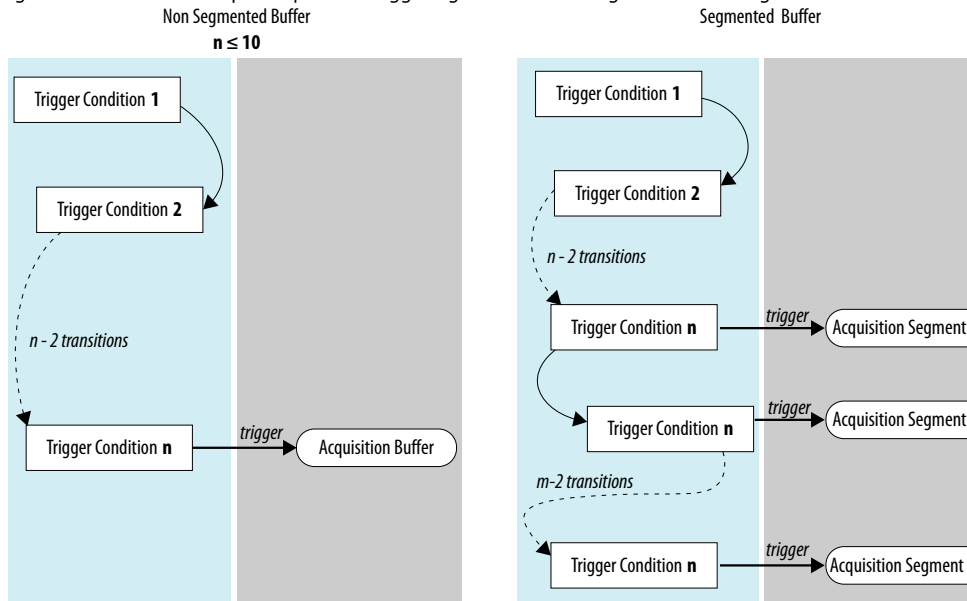 Non Segmented Buffer
n ≤ 10
Trigger Condition 1
Trigger Condition 2
n - 2 transitions
Trigger Condition n
trigger
Acquisition Buffer
Segmented Buffer
Trigger Condition 1
Trigger Condition 2
n - 2 transitions
Trigger Condition n
trigger
Acquisition Segment
Trigger Condition n
trigger
Acquisition Segment
m-2 transitions
Trigger Condition n
trigger
Acquisition Segment